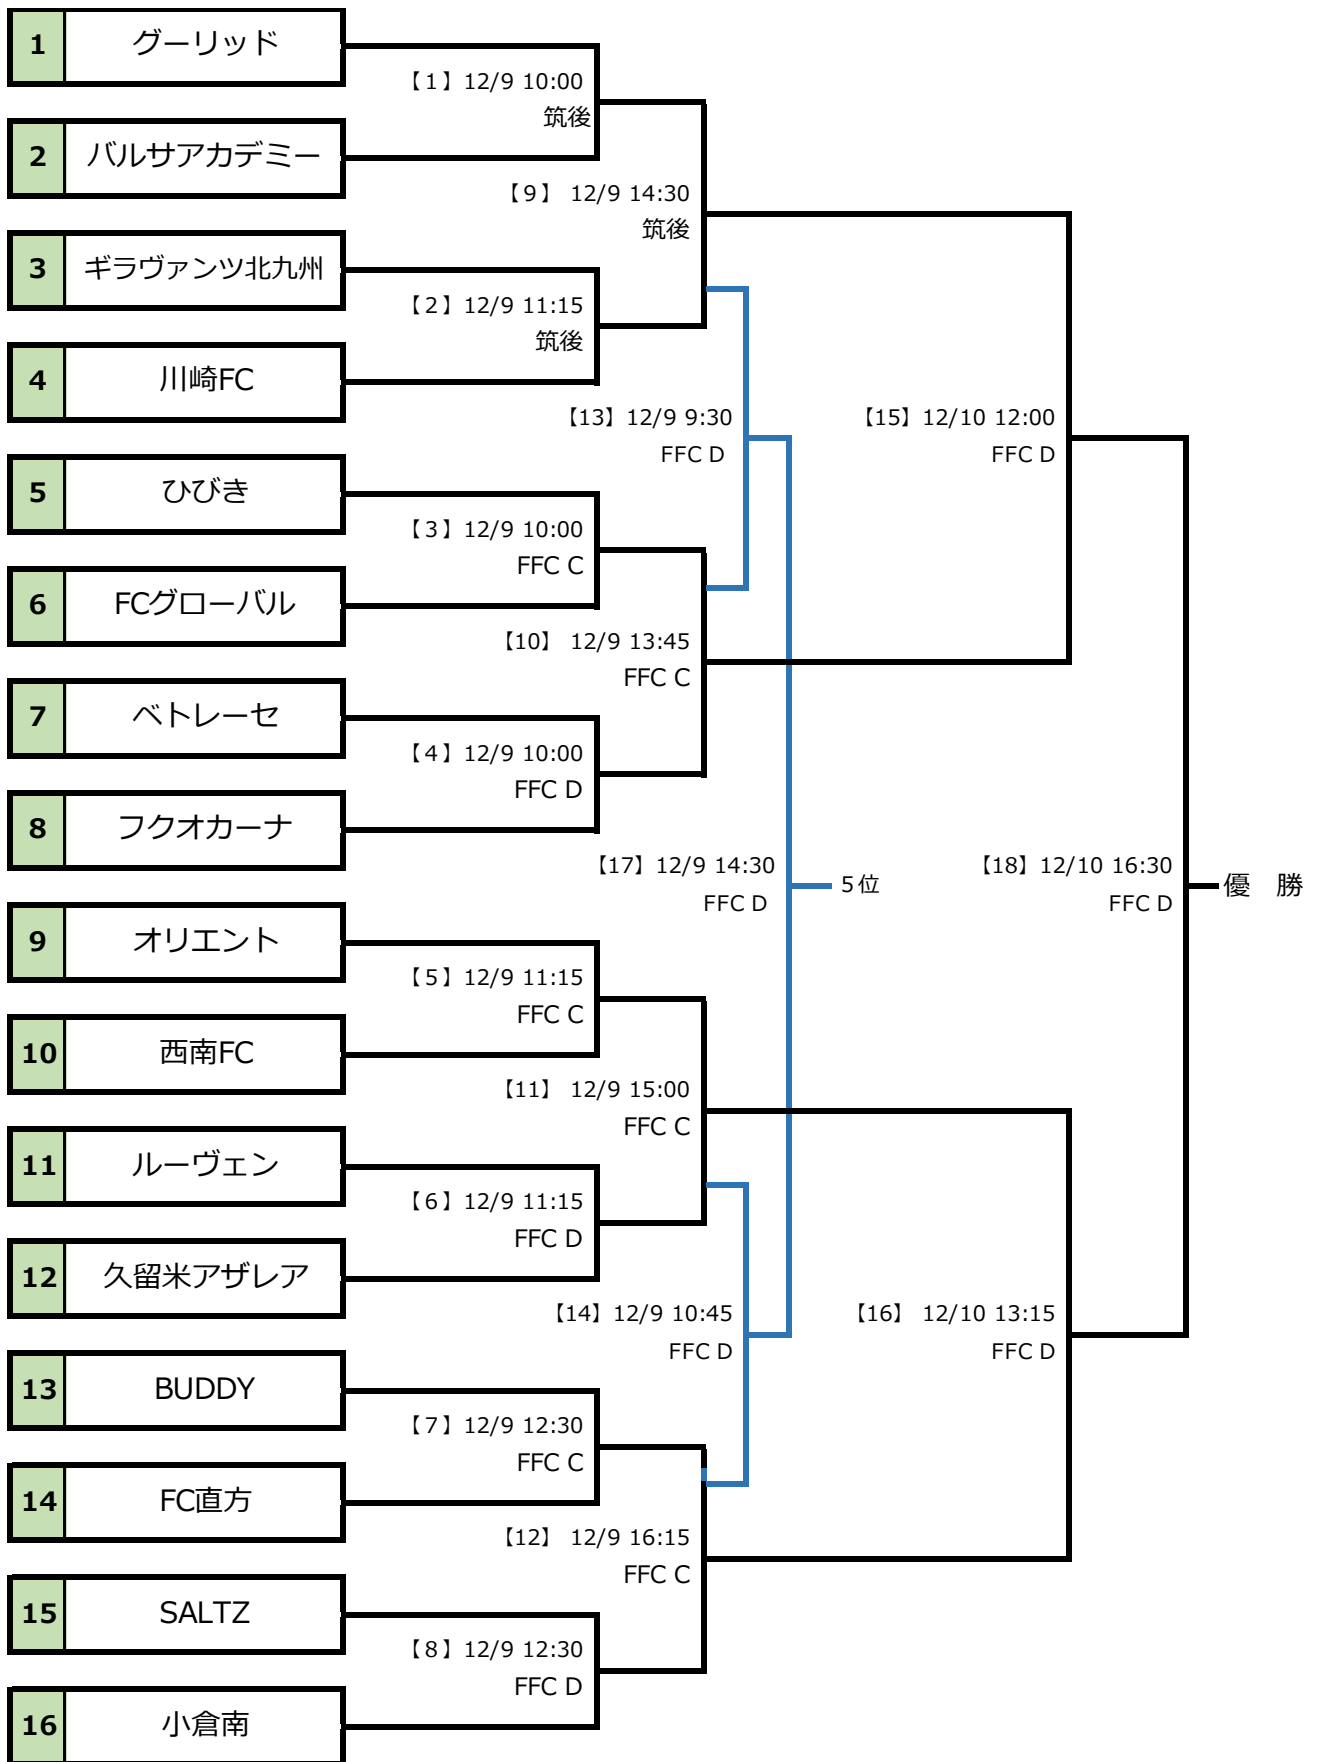 1 グーリッド
【1】12/9 10:00
筑後
2 バルサアカデミー
【9】 12/9 14:30
筑後
3 ギラヴァンツ北九州
【2】12/9 11:15
筑後
4 川崎FC
【13】12/9 9:30
FFC D
【15】12/10 12:00
FFC D
5 ひびき
【3】12/9 10:00
FFC C
6 FCグローバル
【10】 12/9 13:45
FFC C
7 ベトレーセ
【4】12/9 10:00
FFC D
8 フクオカーナ
【17】12/9 14:30
FFC D
5位
【18】12/10 16:30
FFC D
優 勝
9 オリエント
【5】12/9 11:15
FFC C
10 西南FC
【11】 12/9 15:00
FFC C
11 ルーヴェン
【6】12/9 11:15
FFC D
12 久留米アザレア
【14】12/9 10:45
FFC D
【16】 12/10 13:15
FFC D
13 BUDDY
【7】12/9 12:30
FFC C
14 FC直方
【12】 12/9 16:15
FFC C
15 SALTZ
【8】12/9 12:30
FFC D
16 小倉南